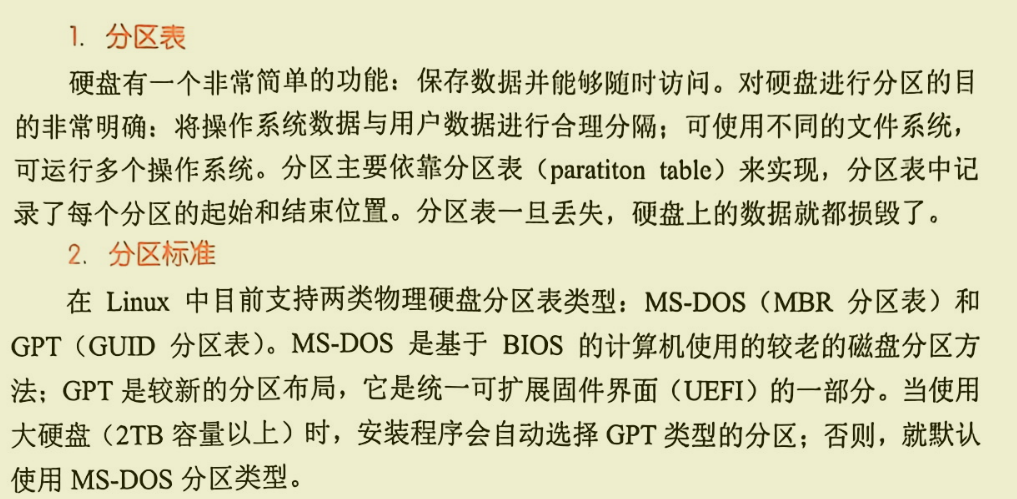 1. 分区表
硬盘有一个非常简单的功能：保存数据并能够随时访问。对硬盘进行分区的目
的非常明确：将操作系统数据与用户数据进行合理分隔；可使用不同的文件系统，
可运行多个操作系统。分区主要依靠分区表（paratiton table）来实现，分区表中记
录了每个分区的起始和结束位置。分区表一旦丢失，硬盘上的数据就都损毁了。
2. 分区标准
在 Linux 中目前支持两类物理硬盘分区表类型：MS-DOS（MBR 分区表）和
GPT（GUID 分区表）。MS-DOS 是基于 BIOS 的计算机使用的较老的磁盘分区方
法；GPT 是较新的分区布局，它是统一可扩展固件界面（UEFI）的一部分。当使用
大硬盘（2TB 容量以上）时，安装程序会自动选择 GPT 类型的分区；否则，就默认
使用 MS-DOS 分区类型。